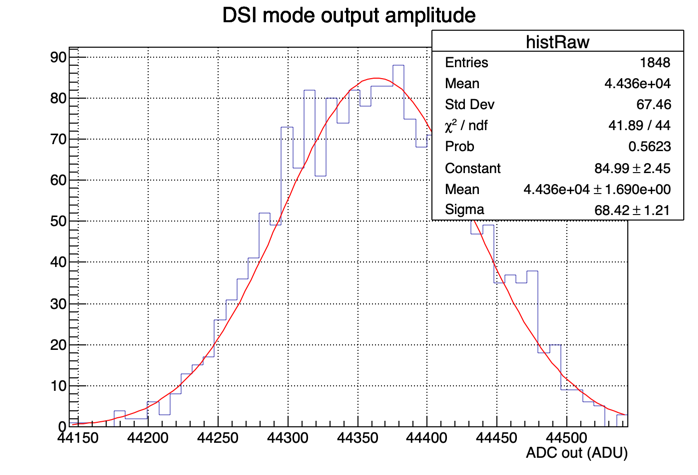 DSI mode output amplitude
histRaw
Entries 1848
Mean 4.436e+04
Std Dev 67.46
χ² / ndf 41.89 / 44
Prob 0.5623
Constant 84.99 ± 2.45
Mean 4.436e+04 ± 1.690e+00
Sigma 68.42 ± 1.21
90
80
70
60
50
40
30
20
10
0
44150 44200 44250 44300 44350 44400 44450 44500
ADC out (ADU)